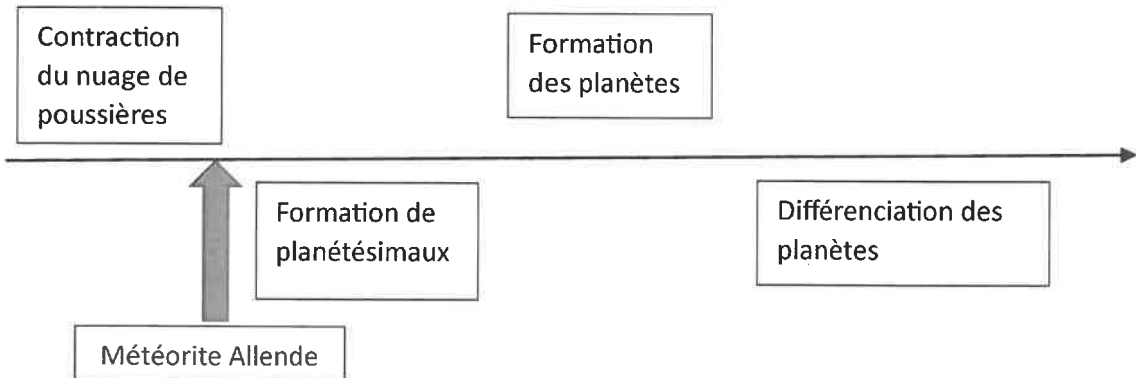 Contraction
du nuage de
poussières
Formation
des planètes
Formation de
planétésimaux
Différenciation des
planètes
Météorite Allende